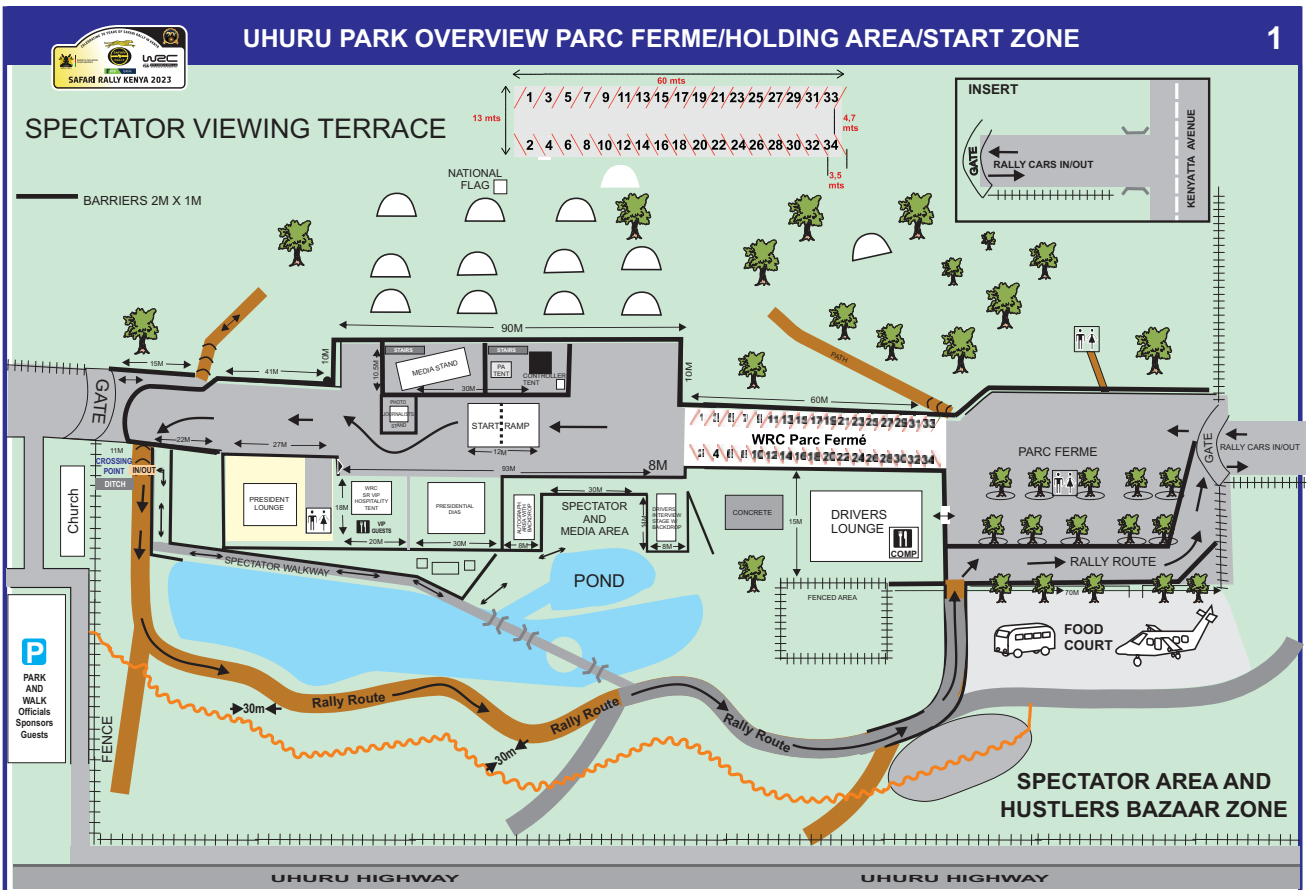 UHURU PARK OVERVIEW PARC FERME/HOLDING AREA/START ZONE
1
WRC
SAFARI RALLY KENYA 2023
SPECTATOR VIEWING TERRACE
BARRIERS 2M X 1M
60 mts
13 mts
1 3 5 7 9 11 13 15 17 19 21 23 25 27 29 31 33
2 4 6 8 10 12 14 16 18 20 22 24 26 28 30 32 34
4,7
mts
3,5
mts
NATIONAL
FLAG
INSERT
GATE
RALLY CARS IN/OUT
KENYATTA AVENUE
90M
15M
41M
10M
10.5M
STAIRS
MEDIA STAND
30M
STAIRS
PA
TENT
CONTROLLER
TENT
10M
PATH
60M
GATE
PHOTO
JOURNALISTS
STAND
START RAMP
12M
WRC Parc Fermé
PARC FERME
GATE
RALLY CARS IN/OUT
22M
27M
93M
8M
11M
CROSSING
POINT
IN/OUT
DITCH
Church
PRESIDENT
LOUNGE
18M
WRC
SR VIP
HOSPITALITY
TENT
VIP
GUESTS
20M
PRESIDENTIAL
DIAS
30M
AUTOGRAPH
AREA WITH
BACKDROP
8M
30M
SPECTATOR
AND
MEDIA AREA
DRIVERS
INTERVIEW
STAGE W/
BACKDROP
8M
CONCRETE
15M
DRIVERS
LOUNGE
COMP
RALLY ROUTE
70M
SPECTATOR WALKWAY
POND
FENCED AREA
FOOD
COURT
P
PARK
AND
WALK
Officials
Sponsors
Guests
FENCE
30m
Rally Route
30m
Rally Route
Rally Route
SPECTATOR AREA AND
HUSTLERS BAZAAR ZONE
UHURU HIGHWAY
UHURU HIGHWAY